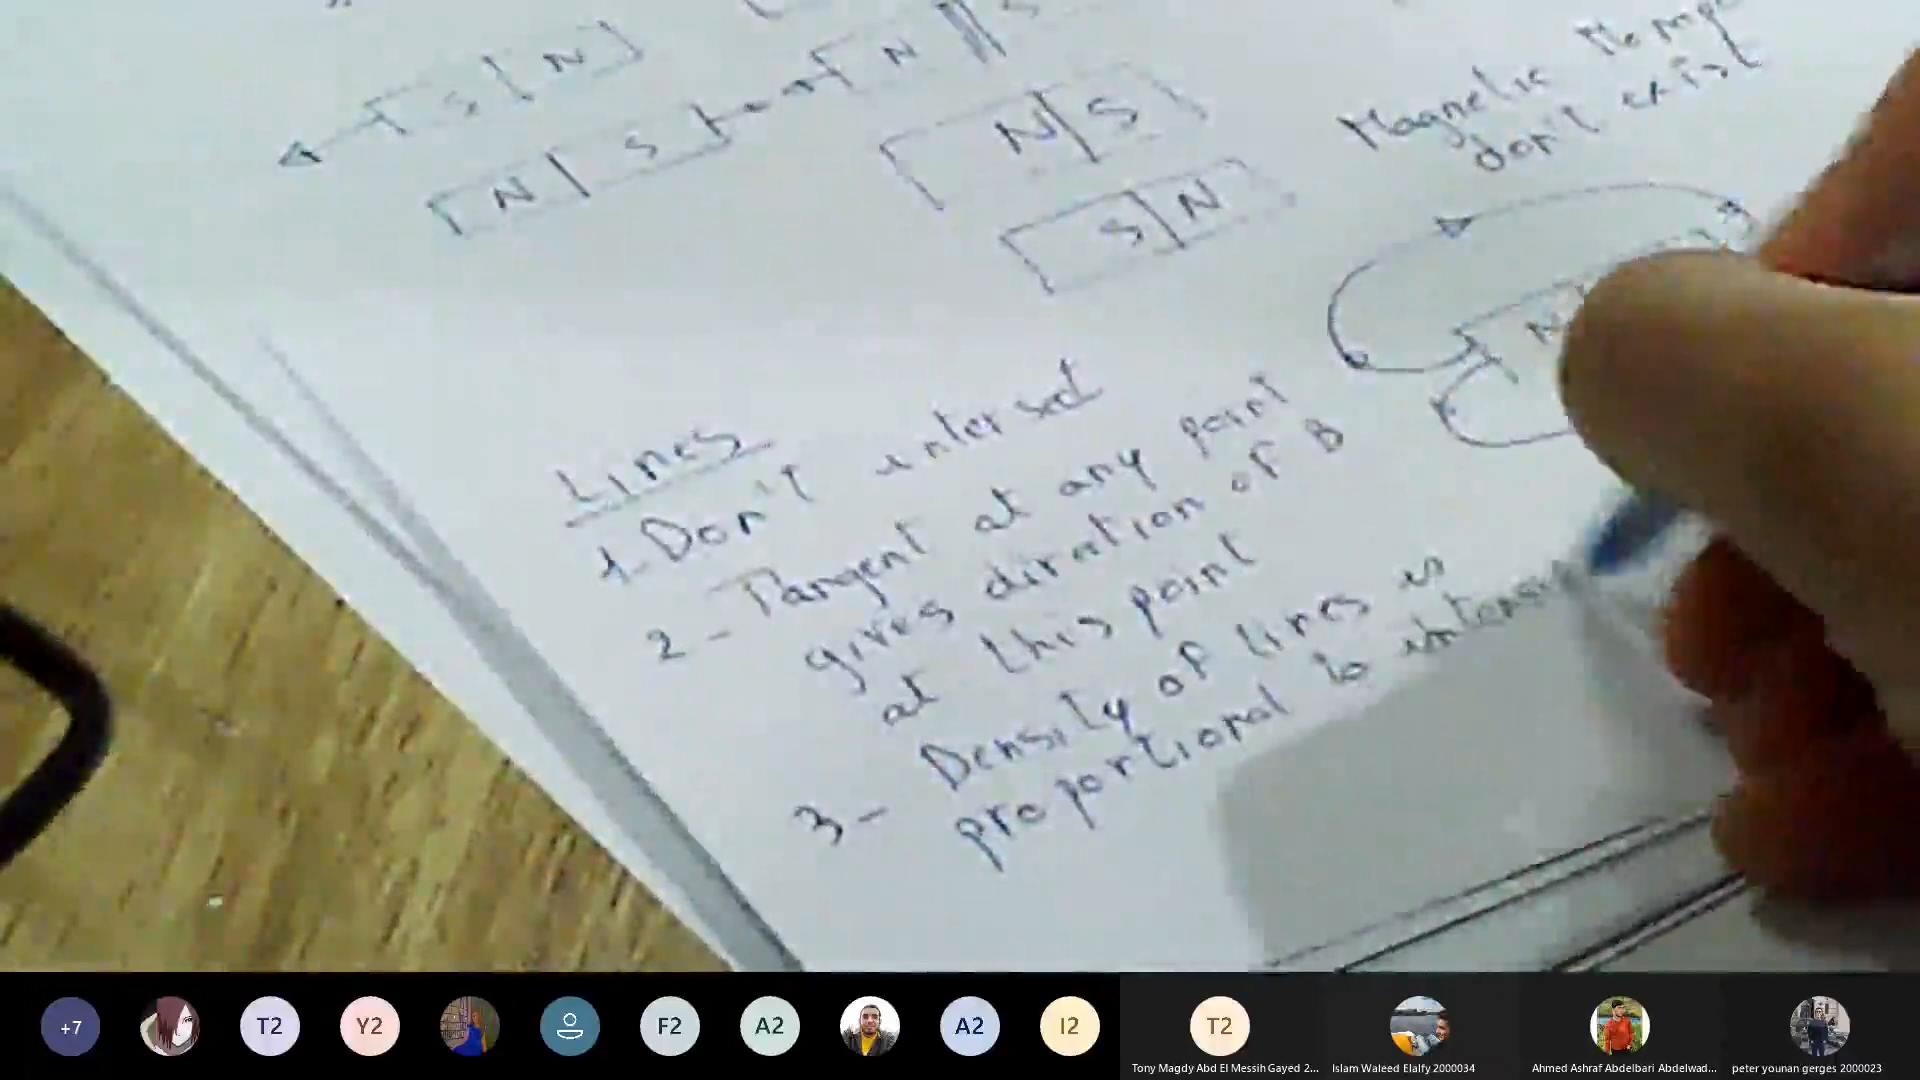 S N
N S
N
S
N S
S N
Magnetic
don't exist
N
Lines
1- Don't intersect
2- Tangent at any point
gives diration of B
at this point
3- Density of lines is
proportional to
+7
T2
Y2
F2
A2
A2
I2
T2
Tony Magdy Abd El Messih Gayed 2...
Islam Waleed Elalfy 2000034
Ahmed Ashraf Abdelbari Abdelwad...
peter younan gerges 2000023